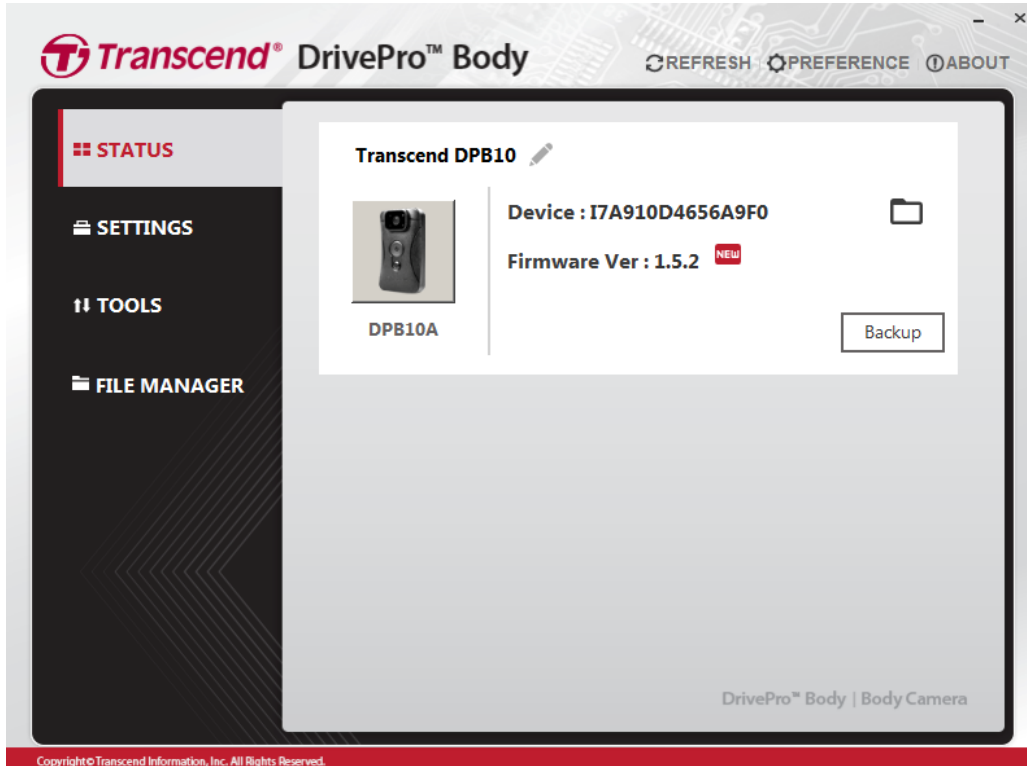 Transcend® DrivePro™ Body
REFRESH PREFERENCE ABOUT
STATUS
SETTINGS
TOOLS
FILE MANAGER
Transcend DPB10
DPB10A
Device : I7A910D4656A9F0
Firmware Ver : 1.5.2 NEW
Backup
DrivePro™ Body | Body Camera
Copyright© Transcend Information, Inc. All Rights Reserved.